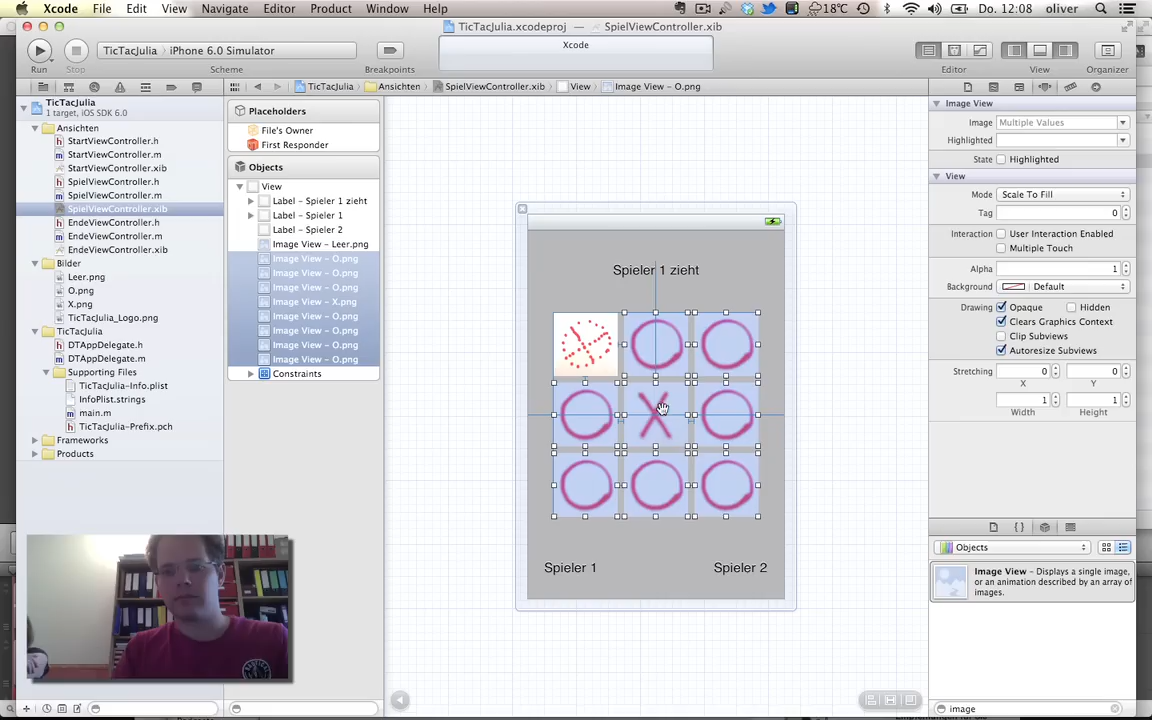 Xcode File Edit View Navigate Editor Product Window Help 18°C Do. 12:08 oliver
TicTacJulia.xcodeproj — SpielViewController.xib
TicTacJulia iPhone 6.0 Simulator
Xcode
Run Stop Scheme Breakpoints Editor View Organizer
TicTacJulia Ansichten SpielViewController.xib View Image View – O.png
TicTacJulia
1 target, iOS SDK 6.0
Ansichten
StartViewController.h
StartViewController.m
StartViewController.xib
SpielViewController.h
SpielViewController.m
SpielViewController.xib
EndeViewController.h
EndeViewController.m
EndeViewController.xib
Bilder
Leer.png
O.png
X.png
TicTacJulia_Logo.png
TicTacJulia
DTAppDelegate.h
DTAppDelegate.m
Supporting Files
TicTacJulia-Info.plist
InfoPlist.strings
main.m
TicTacJulia-Prefix.pch
Frameworks
Products
Placeholders
File's Owner
First Responder
Objects
View
Label – Spieler 1 zieht
Label – Spieler 1
Label – Spieler 2
Image View – Leer.png
Image View – O.png
Image View – O.png
Image View – O.png
Image View – X.png
Image View – O.png
Image View – O.png
Image View – O.png
Image View – O.png
Constraints
Spieler 1 zieht
X
Spieler 1
Spieler 2
Image View
Image Multiple Values
Highlighted
State Highlighted
View
Mode Scale To Fill
Tag 0
Interaction User Interaction Enabled
Multiple Touch
Alpha 1
Background Default
Drawing Opaque Hidden
Clears Graphics Context
Clip Subviews
Autoresize Subviews
Stretching 0 0
X Y
1 1
Width Height
Objects
Image View – Displays a single image, or an animation described by an array of images.
image